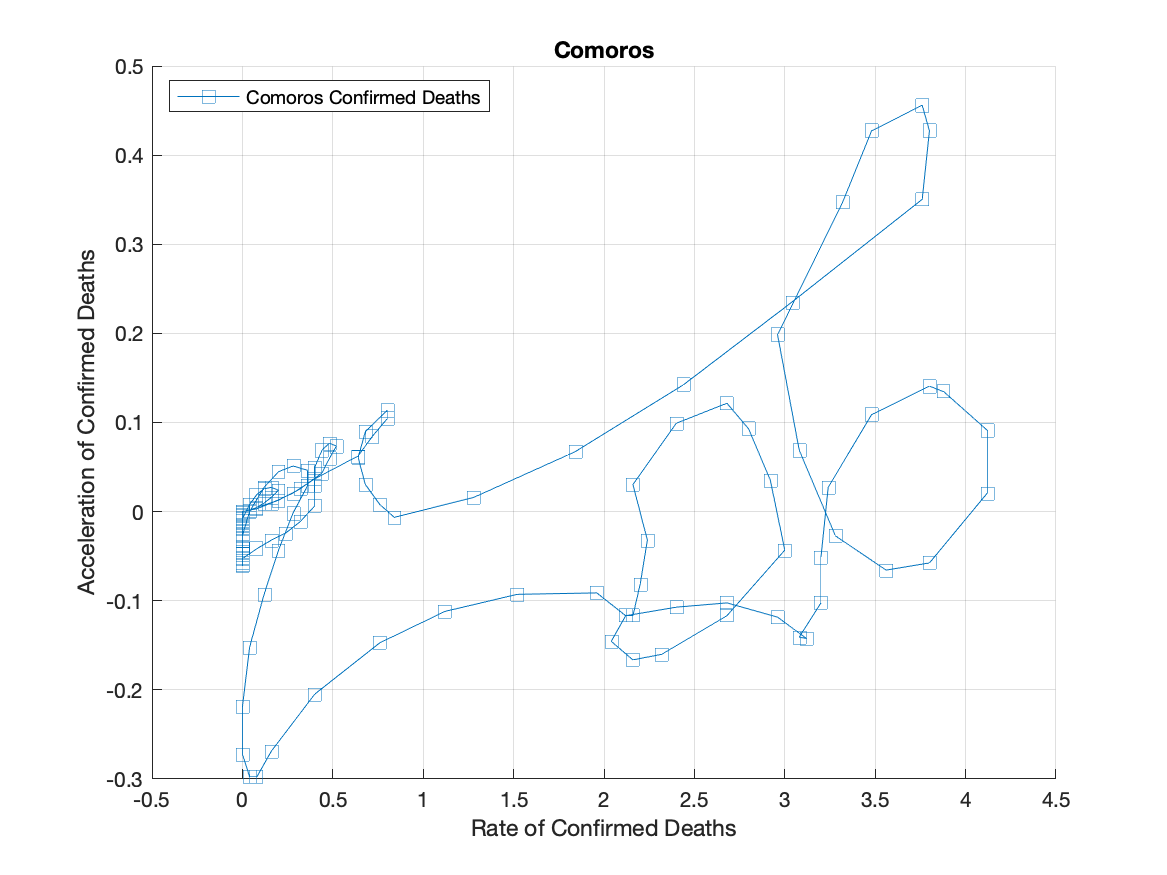 Comoros
Comoros Confirmed Deaths
0.5
0.4
0.3
0.2
0.1
0
-0.1
-0.2
-0.3
Acceleration of Confirmed Deaths
-0.5 0 0.5 1 1.5 2 2.5 3 3.5 4 4.5
Rate of Confirmed Deaths